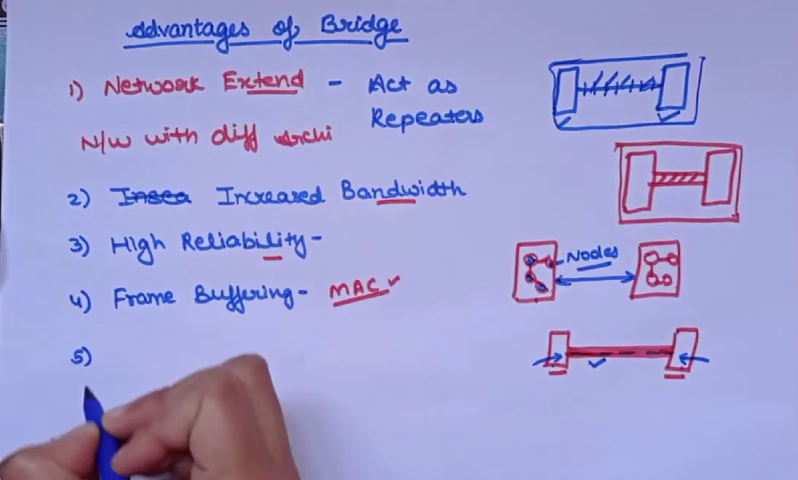 Advantages of Bridge
1) Network Extend - Act as Repeaters
N/W with diff archi
2) Insea Increased Bandwidth
3) High Reliability-
Nodes
4) Frame Buffering- MAC ✓
5)